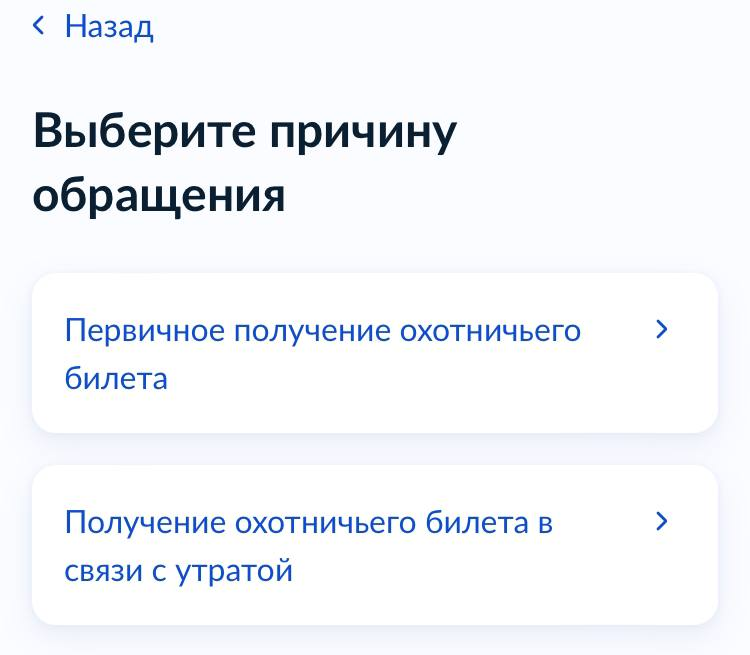 Назад
Выберите причину
обращения
Первичное получение охотничьего
билета
Получение охотничьего билета в
связи с утратой